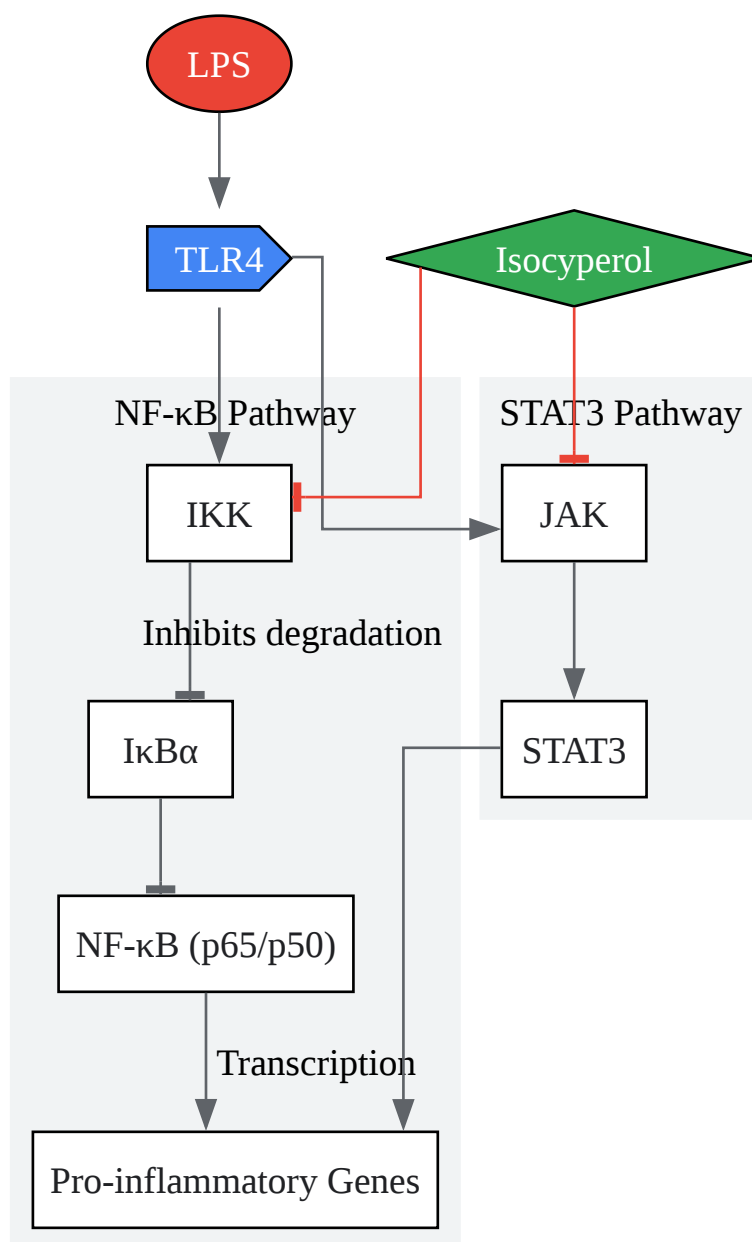 LPS
TLR4
Isocyperol
NF-κB Pathway
STAT3 Pathway
IKK
JAK
Inhibits degradation
IκBα
STAT3
NF-κB (p65/p50)
Transcription
Pro-inflammatory Genes